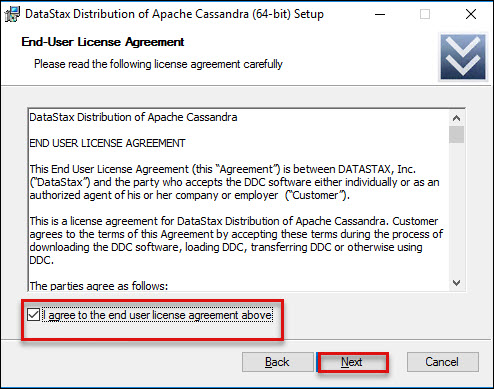 DataStax Distribution of Apache Cassandra (64-bit) Setup
End-User License Agreement
Please read the following license agreement carefully
DataStax Distribution of Apache Cassandra
END USER LICENSE AGREEMENT
This End User License Agreement (this “Agreement”) is between DATASTAX, Inc.
(“DataStax”) and the party who accepts the DDC software either individually or as an
authorized agent of his or her company or employer (“Customer”).
This is a license agreement for DataStax Distribution of Apache Cassandra. Customer
agrees to the terms of this Agreement by accepting these terms during the process of
downloading the DDC software, loading DDC, transferring DDC or otherwise using
DDC.
The parties agree as follows:
I agree to the end user license agreement above
Back Next Cancel